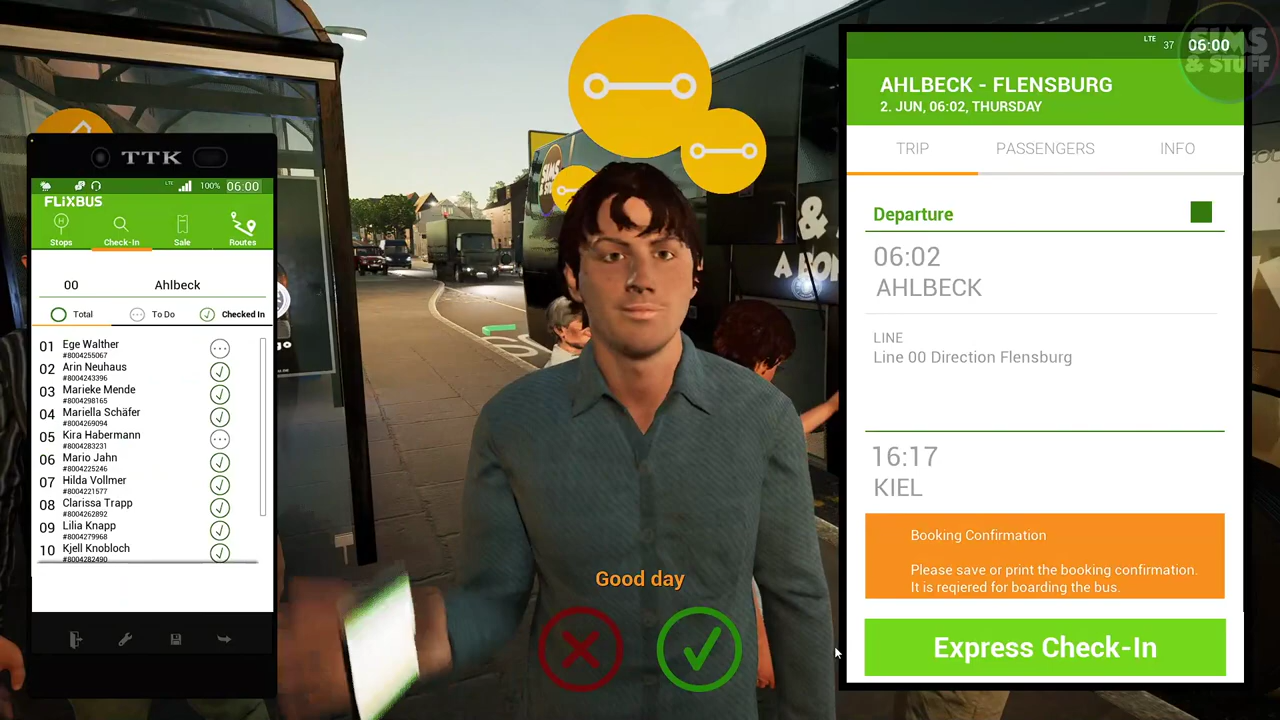 TTK
LTE 100% 06:00
FLiXBUS
H
Stops Check-In Sale Routes
00 Ahlbeck
Total To Do Checked In
01 Ege Walther
#8004255067
02 Arin Neuhaus
#8004243396
03 Marieke Mende
#8004298165
04 Mariella Schäfer
#8004269094
05 Kira Habermann
#8004283231
06 Mario Jahn
#8004225246
07 Hilda Vollmer
#8004221577
08 Clarissa Trapp
#8004262892
09 Lilia Knapp
#8004279968
10 Kjell Knobloch
#8004282490
SIMS
& STUFF
&
Good day
LTE 37 06:00
SIMS
& STUFF
AHLBECK - FLENSBURG
2. JUN, 06:02, THURSDAY
TRIP PASSENGERS INFO
Departure
06:02
AHLBECK
LINE
Line 00 Direction Flensburg
16:17
KIEL
Booking Confirmation
Please save or print the booking confirmation.
It is reqiered for boarding the bus.
Express Check-In